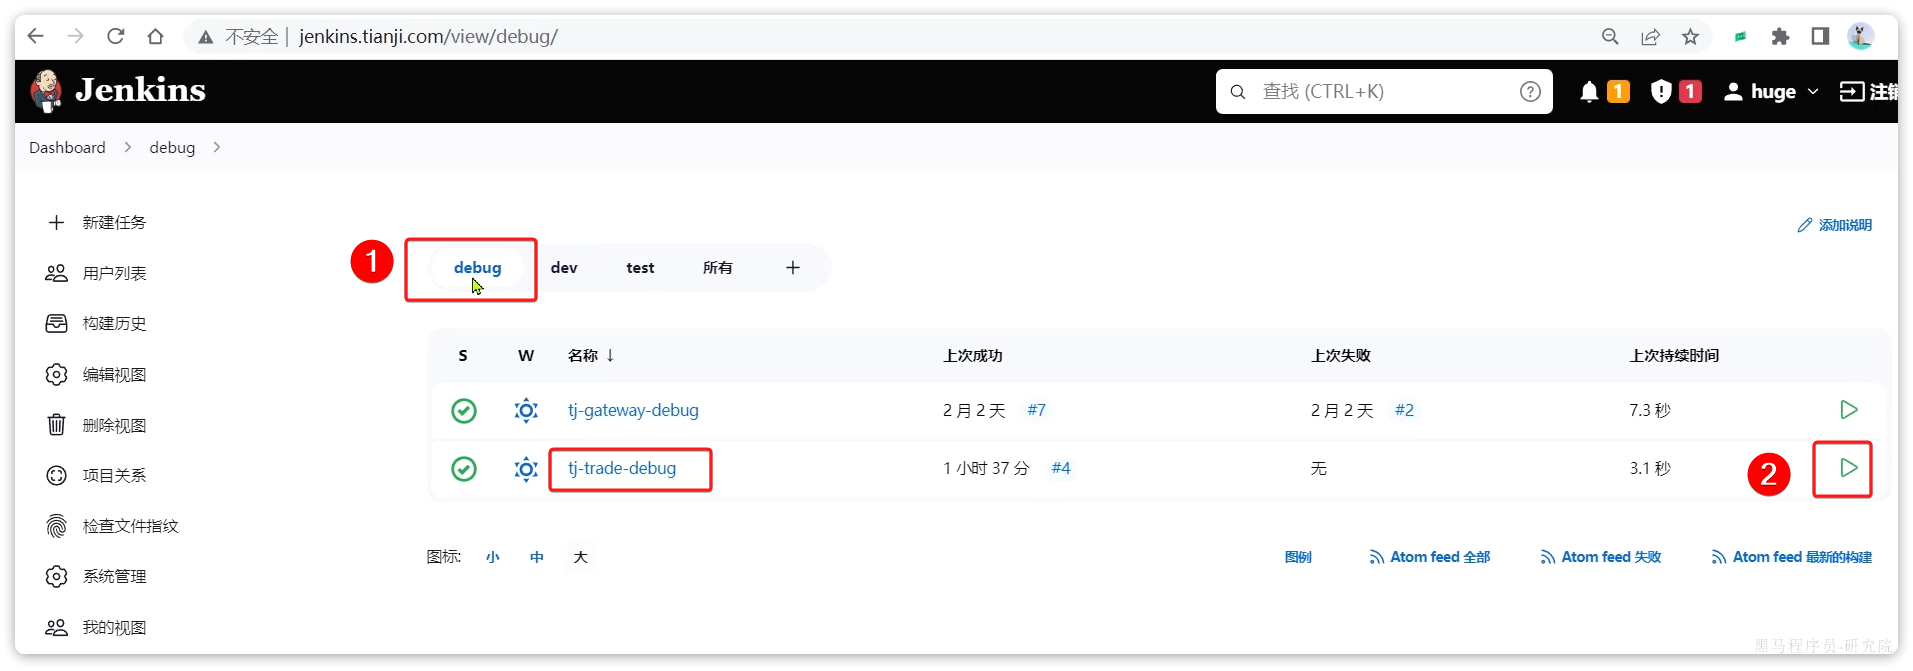 不安全 | jenkins.tianji.com/view/debug/
Jenkins
查找 (CTRL+K)
?
1
1
huge
注销
Dashboard > debug >
新建任务
添加说明
用户列表
1
debug dev test 所有 +
构建历史
编辑视图
S W 名称 ↓ 上次成功 上次失败 上次持续时间
删除视图
tj-gateway-debug 2 月 2 天 #7 2 月 2 天 #2 7.3 秒
项目关系
tj-trade-debug 1 小时 37 分 #4 无 3.1 秒
2
检查文件指纹
图标: 小 中 大 图例 Atom feed 全部 Atom feed 失败 Atom feed 最新的构建
系统管理
我的视图
黑马程序员-研究院